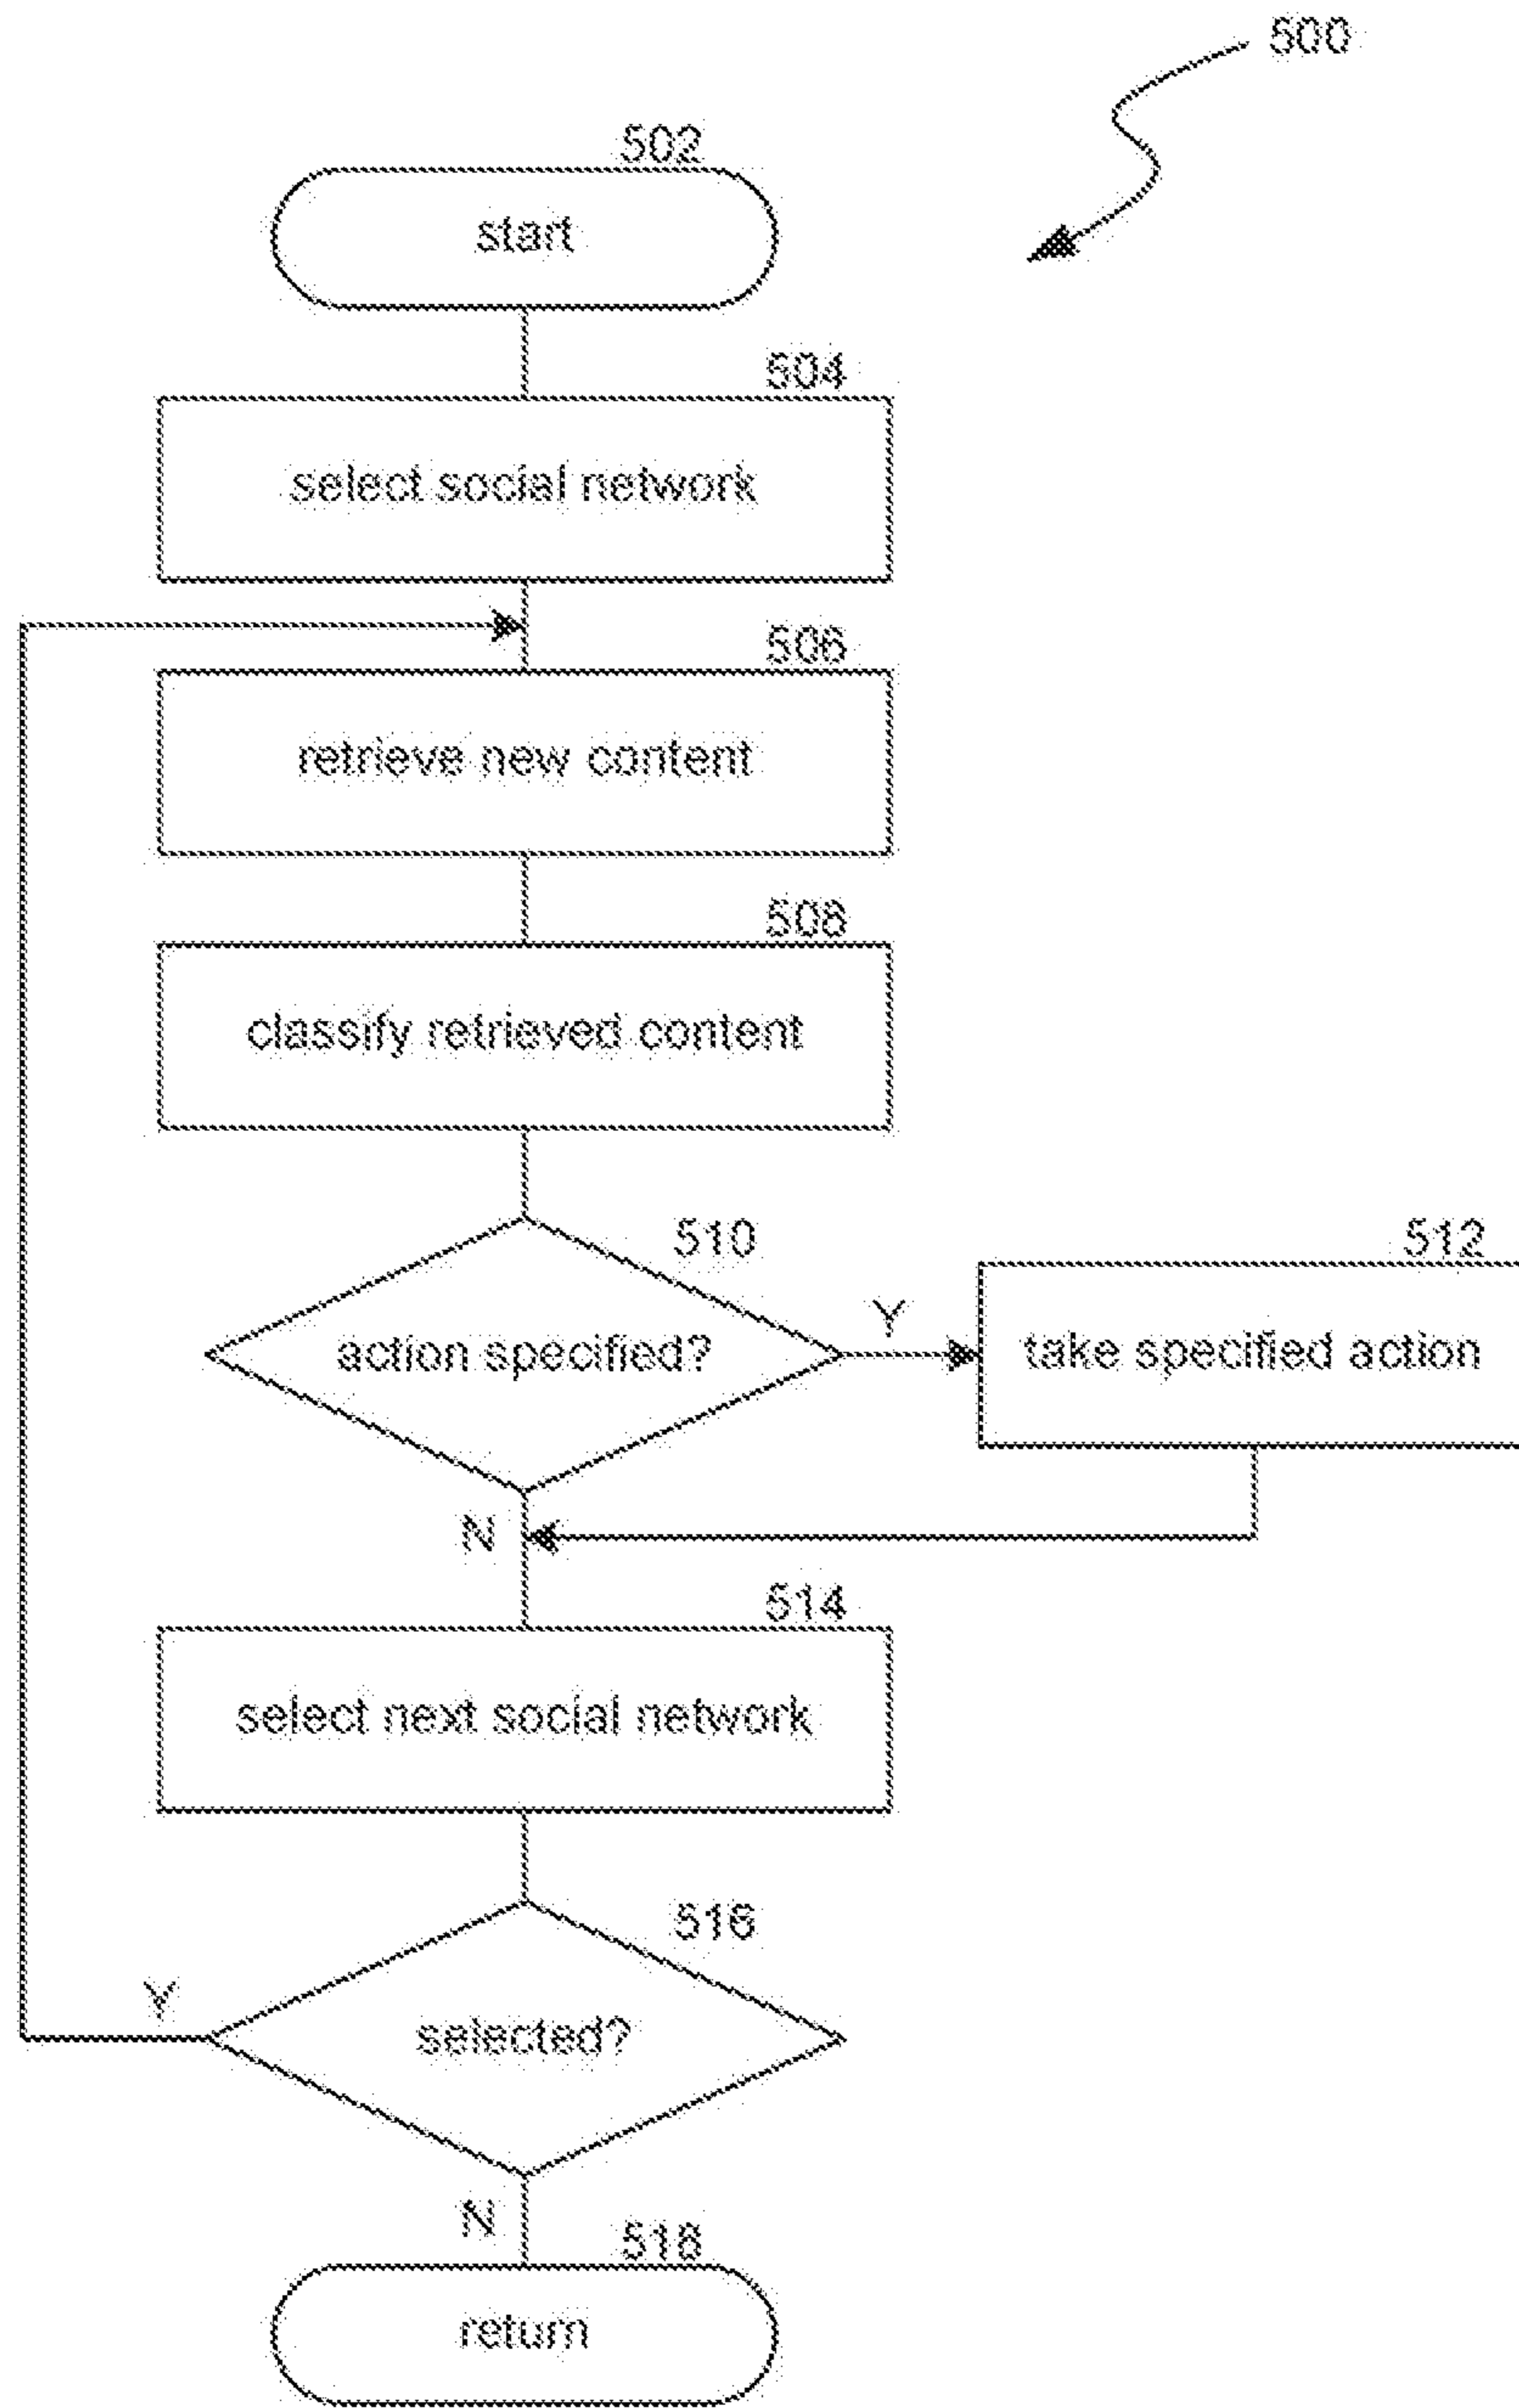 500
502
start
504
select social network
506
retrieve new content
508
classify retrieved content
510
action specified?
Y
512
take specified action
N
514
select next social network
516
selected?
Y
N
518
return